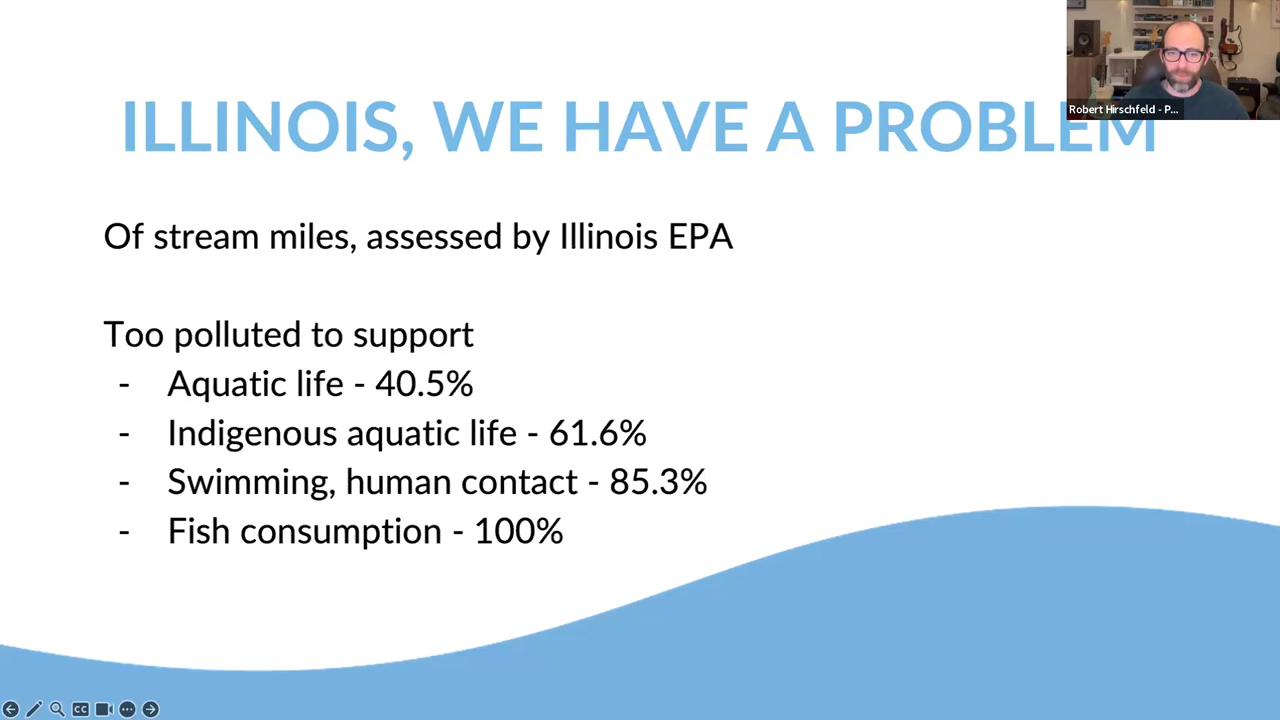 ILLINOIS, WE HAVE A PROBLEM
Robert Hirschfeld - P...
Of stream miles, assessed by Illinois EPA
Too polluted to support
- Aquatic life - 40.5%
- Indigenous aquatic life - 61.6%
- Swimming, human contact - 85.3%
- Fish consumption - 100%
CC